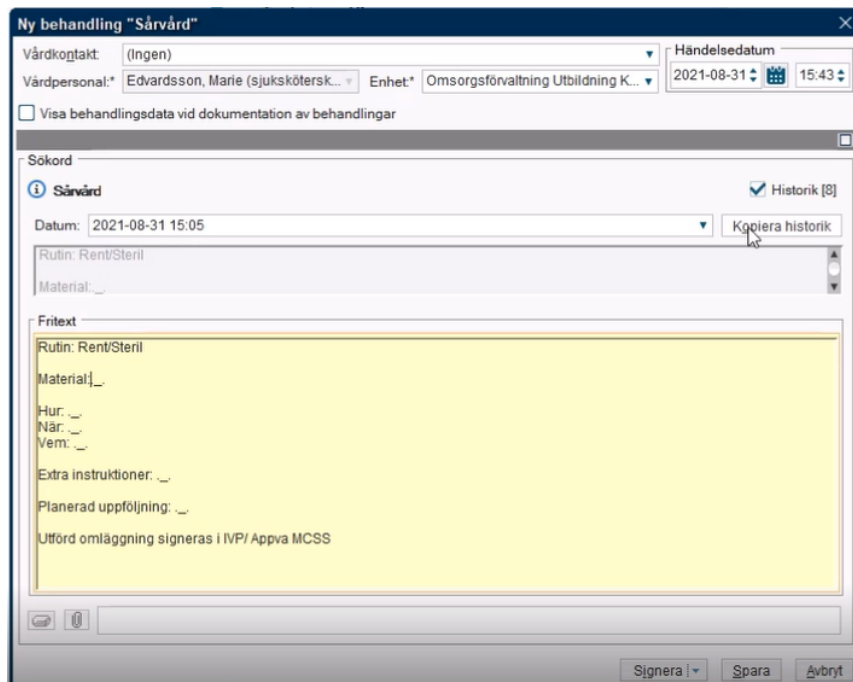 Ny behandling "Sårvård"
Vårdkontakt: (Ingen)
Händelsedatum
Vårdpersonal:* Edvardsson, Marie (sjukskötersk... Enhet:* Omsorgsförvaltning Utbildning K... 2021-08-31 15:43
Visa behandlingsdata vid dokumentation av behandlingar
Sökord
Sårvård Historik [8]
Datum: 2021-08-31 15:05 Kopiera historik
Rutin: Rent/Steril
Material:._.
Fritext
Rutin: Rent/Steril
Material:_.
Hur: ._.
När: ._.
Vem: ._.
Extra instruktioner: ._.
Planerad uppföljning: ._.
Utförd omläggning signeras i IVP/ Appva MCSS
Signera Spara Avbryt